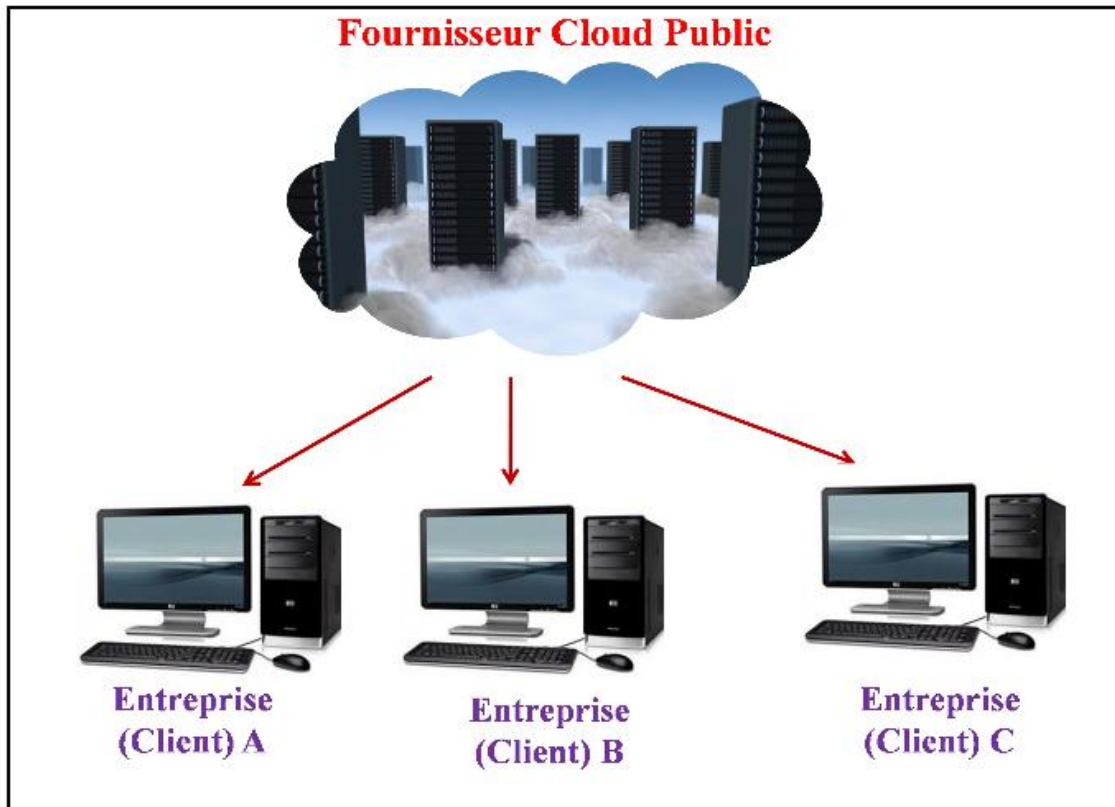 Fournisseur Cloud Public
Entreprise
(Client) A
Entreprise
(Client) B
Entreprise
(Client) C